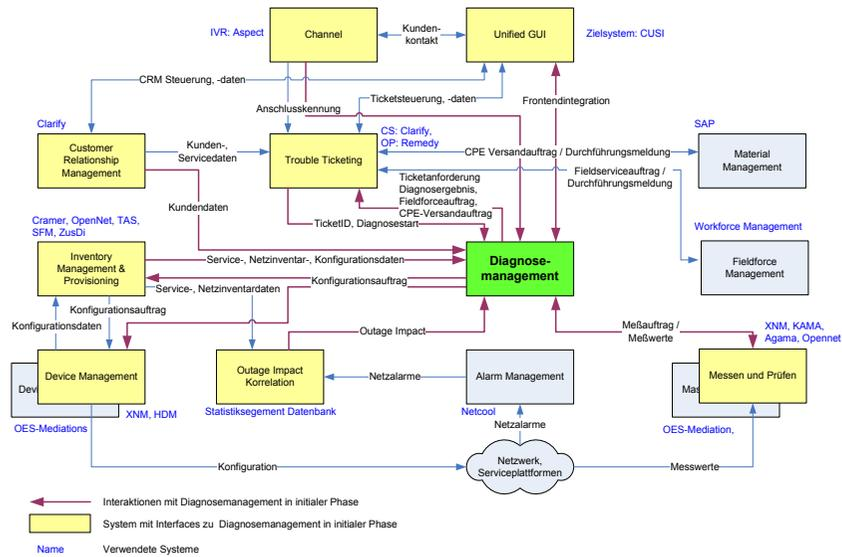 IVR: Aspect
Channel
Kunden-
kontakt
Unified GUI
Zielsystem: CUSI
CRM Steuerung, -daten
Ticketsteuerung, -daten
Frontendintegration
Anschlusskennung
Clarify
CS: Clarify,
OP: Remedy
SAP
Customer
Relationship
Management
Kunden-,
Servicedaten
Trouble Ticketing
CPE Versandauftrag / Durchführungsmeldung
Material
Management
Fieldserviceauftrag /
Durchführungsmeldung
Ticketanforderung
Diagnosergebnis,
Fieldforceauftrag,
CPE-Versandauftrag
Kundendaten
TicketID, Diagnosestart
Cramer, OpenNet, TAS,
SFM, ZusDi
Workforce Management
Inventory
Management &
Provisioning
Service-, Netzinventar-, Konfigurationsdaten
Diagnose-
management
Fieldforce
Management
Konfigurationsauftrag
Service-, Netzinventardaten
Konfigurationsauftrag
Konfigurationsdaten
Outage Impact
Meßauftrag /
Meßwerte
XNM, KAMA,
Agama, Opennet
Devi
Device Management
Outage Impact
Korrelation
Netzalarme
Alarm Management
Mas
Messen und Prüfen
XNM, HDM
Statistiksegement Datenbank
Netcool
OES-Mediations
Netzalarme
OES-Mediation,
Konfiguration
Netzwerk,
Serviceplattformen
Messwerte
Interaktionen mit Diagnosemanagement in initialer Phase
System mit Interfaces zu Diagnosemanagement in initialer Phase
Name
Verwendete Systeme